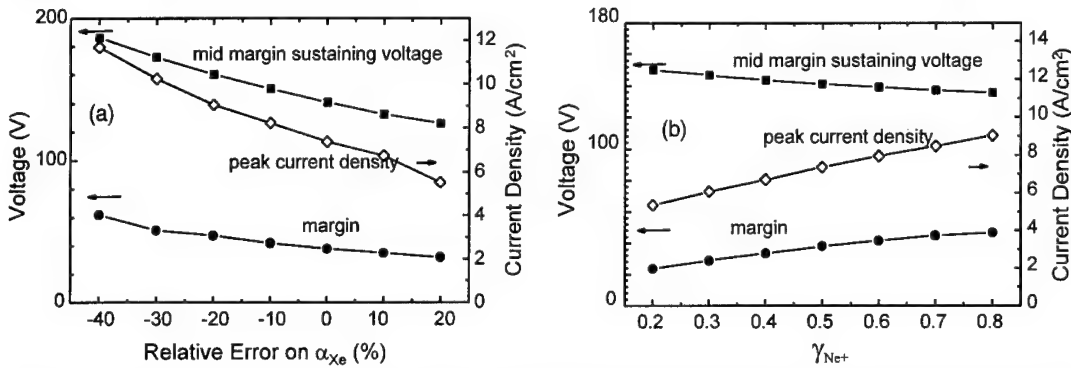 200
100
0
Voltage (V)
(a)
mid margin sustaining voltage
peak current density
margin
12
10
8
6
4
2
0
Current Density (A/cm²)
-40 -30 -20 -10 0 10 20
Relative Error on αXe (%)
180
100
0
Voltage (V)
(b)
mid margin sustaining voltage
peak current density
margin
14
12
10
8
6
4
2
0
Current Density (A/cm²)
0.2 0.3 0.4 0.5 0.6 0.7 0.8
γNe+